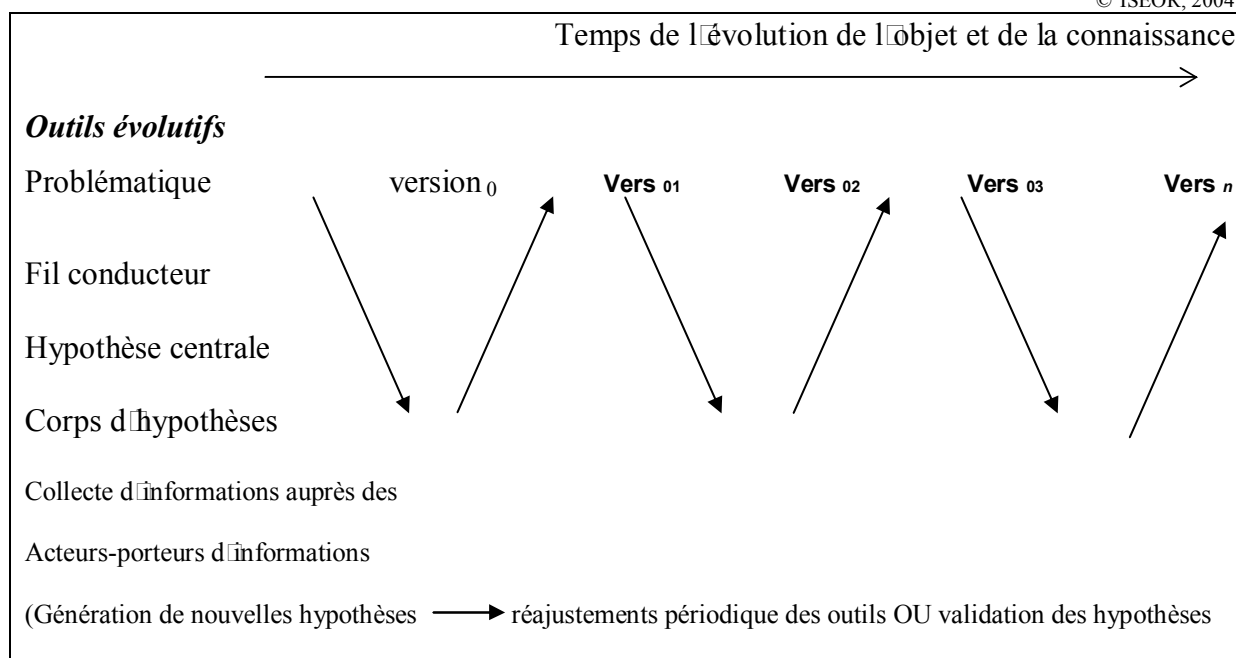 © ISEOR, 2004
Temps de l évolution de l objet et de la connaissance
Outils évolutifs
Problématique version 0 Vers 01 Vers 02 Vers 03 Vers n
Fil conducteur
Hypothèse centrale
Corps d hypothèses
Collecte d informations auprès des
Acteurs-porteurs d informations
(Génération de nouvelles hypothèses réajustements périodique des outils OU validation des hypothèses